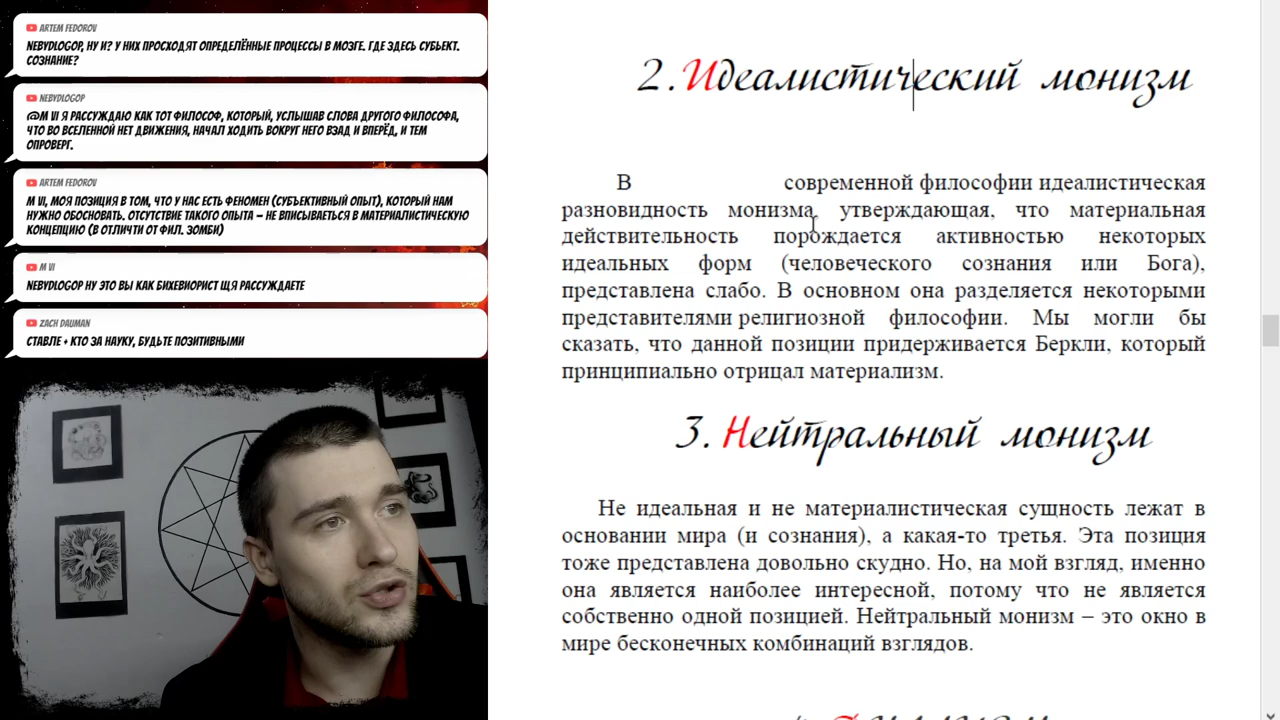 ARTEM FEDOROV
NEBYDLOGOP, НУ И? У НИХ ПРОСХОДЯТ ОПРЕДЕЛЁННЫЕ ПРОЦЕССЫ В МОЗГЕ. ГДЕ ЗДЕСЬ СУБЬЕКТ.
СОЗНАНИЕ?
NEBYDLOGOP
@M VI Я РАССУЖДАЮ КАК ТОТ ФИЛОСОФ, КОТОРЫЙ, УСЛЫШАВ СЛОВА ДРУГОГО ФИЛОСОФА,
ЧТО ВО ВСЕЛЕННОЙ НЕТ ДВИЖЕНИЯ, НАЧАЛ ХОДИТЬ ВОКРУГ НЕГО ВЗАД И ВПЕРЁД, И ТЕМ
ОПРОВЕРГ.
ARTEM FEDOROV
M VI, МОЯ ПОЗИЦИЯ В ТОМ, ЧТО У НАС ЕСТЬ ФЕНОМЕН (СУБЪЕКТИВНЫЙ ОПЫТ), КОТОРЫЙ НАМ
НУЖНО ОБОСНОВАТЬ. ОТСУТСТВИЕ ТАКОГО ОПЫТА – НЕ ВПИСЫВАЕТЬСЯ В МАТЕРИАЛИСТИЧЕСКУЮ
КОНЦЕПЦИЮ (В ОТЛИЧТИ ОТ ФИЛ. ЗОМБИ)
M VI
NEBYDLOGOP НУ ЭТО ВЫ КАК БИХЕВИОРИСТ ЩЯ РАССУЖДАЕТЕ
ZACH DAUMAN
СТАВЛЕ + КТО ЗА НАУКУ, БУДЬТЕ ПОЗИТИВНЫМИ
2. Идеалистический монизм
В современной философии идеалистическая
разновидность монизма, утверждающая, что материальная
действительность порождается активностью некоторых
идеальных форм (человеческого сознания или Бога),
представлена слабо. В основном она разделяется некоторыми
представителями религиозной философии. Мы могли бы
сказать, что данной позиции придерживается Беркли, который
принципиально отрицал материализм.
3. Нейтральный монизм
Не идеальная и не материалистическая сущность лежат в
основании мира (и сознания), а какая-то третья. Эта позиция
тоже представлена довольно скудно. Но, на мой взгляд, именно
она является наиболее интересной, потому что не является
собственно одной позицией. Нейтральный монизм – это окно в
мире бесконечных комбинаций взглядов.